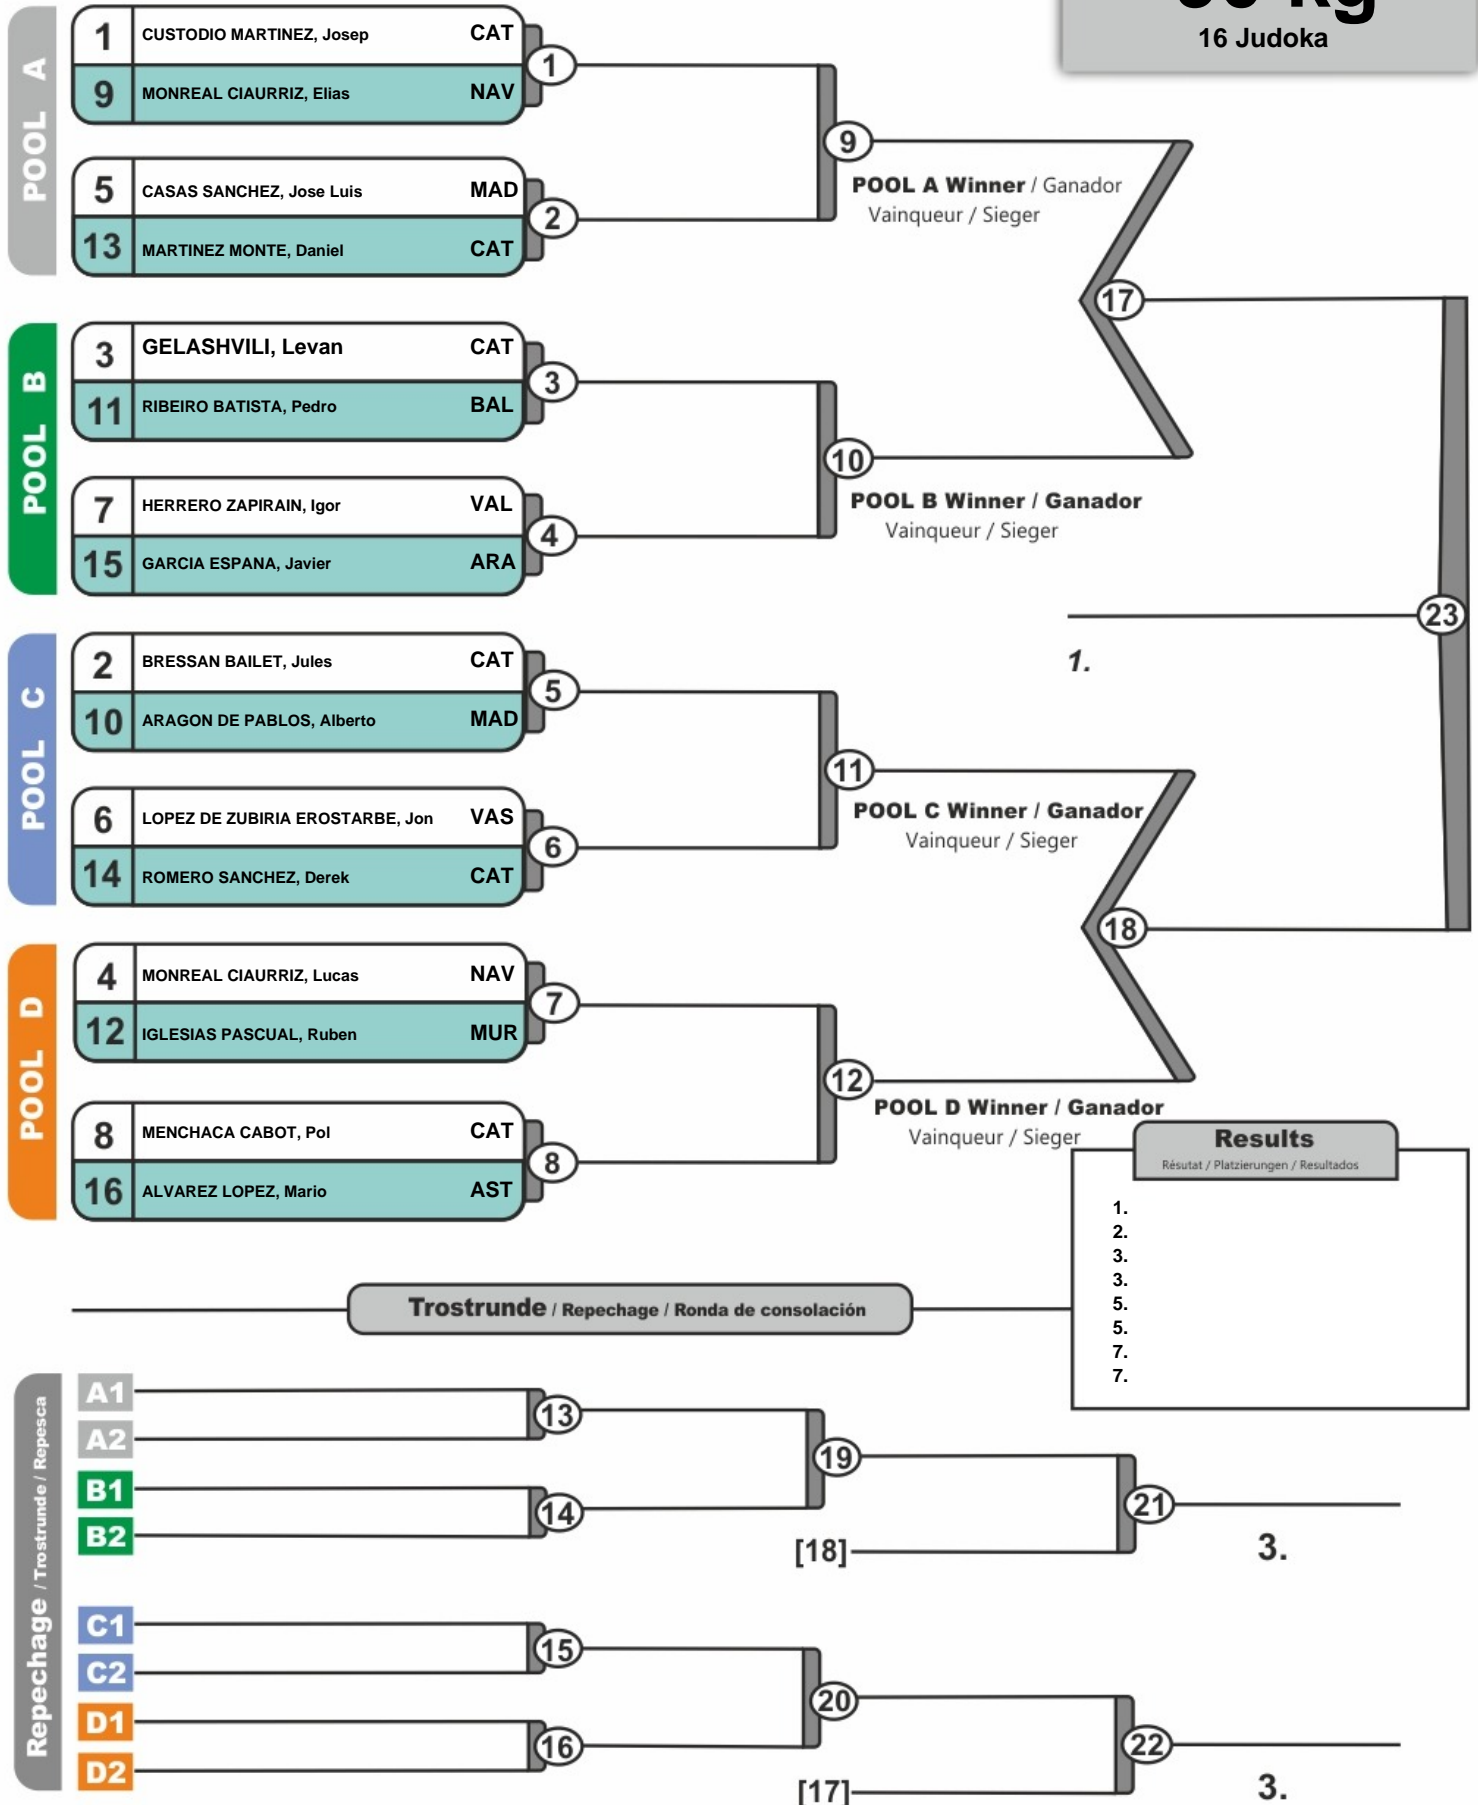 16 Judoka
POOL A
1 CUSTODIO MARTINEZ, Josep CAT
1
9 MONREAL CIAURRIZ, Elias NAV
9
POOL A Winner / Ganador
Vainqueur / Sieger
5 CASAS SANCHEZ, Jose Luis MAD
2
13 MARTINEZ MONTE, Daniel CAT
17
POOL B
3 GELASHVILI, Levan CAT
3
11 RIBEIRO BATISTA, Pedro BAL
10
POOL B Winner / Ganador
Vainqueur / Sieger
7 HERRERO ZAPIRAIN, Igor VAL
4
15 GARCIA ESPANA, Javier ARA
23
1.
POOL C
2 BRESSAN BAILET, Jules CAT
5
10 ARAGON DE PABLOS, Alberto MAD
11
POOL C Winner / Ganador
Vainqueur / Sieger
6 LOPEZ DE ZUBIRIA EROSTARBE, Jon VAS
6
14 ROMERO SANCHEZ, Derek CAT
18
POOL D
4 MONREAL CIAURRIZ, Lucas NAV
7
12 IGLESIAS PASCUAL, Ruben MUR
12
POOL D Winner / Ganador
Vainqueur / Sieger
8 MENCHACA CABOT, Pol CAT
8
16 ALVAREZ LOPEZ, Mario AST
Results
Résutat / Platzierungen / Resultados
1.
2.
3.
3.
5.
5.
7.
7.
Trostrunde / Repechage / Ronda de consolación
Repechage / Trostrunde / Repesca
A1
13
A2
19
B1
14
B2
21
[18]
3.
C1
15
C2
20
D1
16
D2
22
[17]
3.